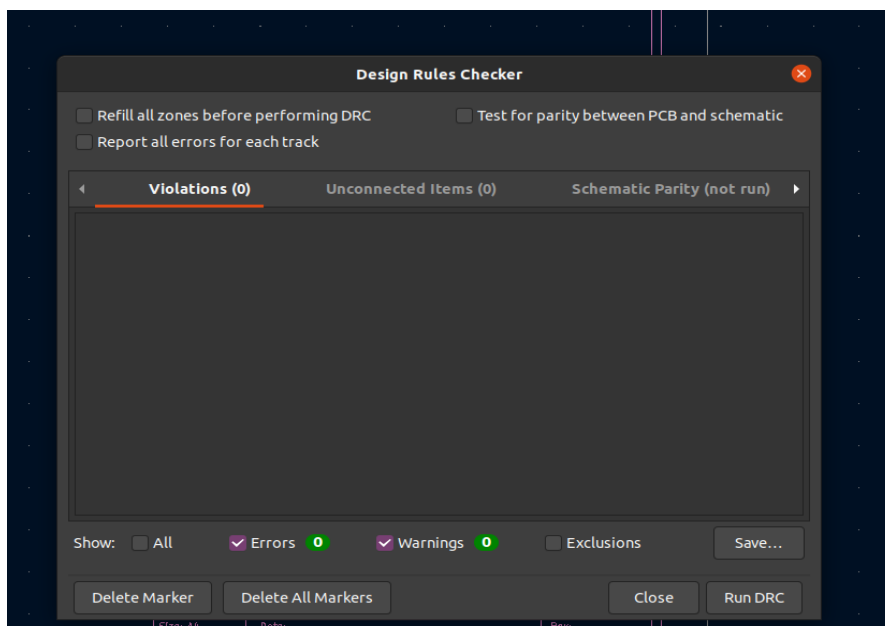 Design Rules Checker
Refill all zones before performing DRC
Test for parity between PCB and schematic
Report all errors for each track
Violations (0)
Unconnected Items (0)
Schematic Parity (not run)
Show:
All
Errors 0
Warnings 0
Exclusions
Save...
Delete Marker
Delete All Markers
Close
Run DRC